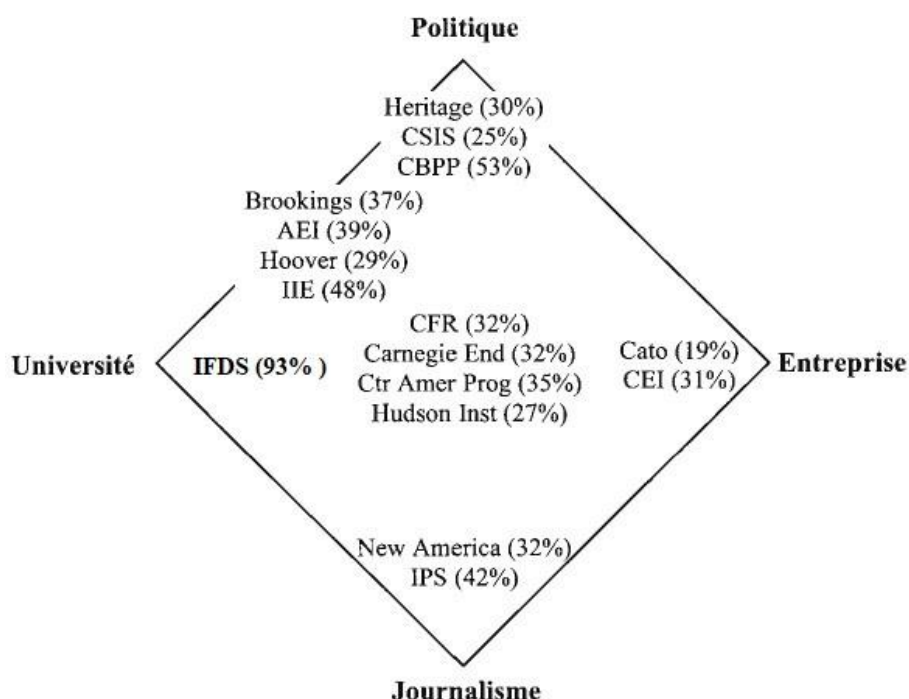 Politique
Heritage (30%)
CSIS (25%)
CBPP (53%)
Brookings (37%)
AEI (39%)
Hoover (29%)
IIE (48%)
CFR (32%)
Carnegie End (32%)
Ctr Amer Prog (35%)
Hudson Inst (27%)
Université
IFDS (93% )
Cato (19%)
CEI (31%)
Entreprise
New America (32%)
IPS (42%)
Journalisme